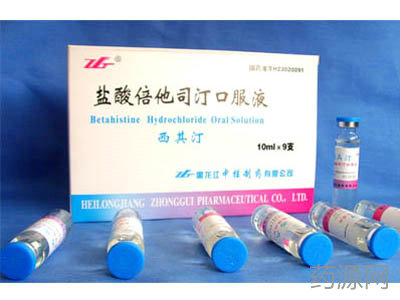 国药准字H23020091
盐酸倍他司汀口服液
Betahistine Hydrochloride Oral Solution
西其汀
10ml×9支
黑龙江中桂制药有限公司
HEILONGJIANG ZHONGGUI PHARMACEUTICAL CO., LTD.
药源网